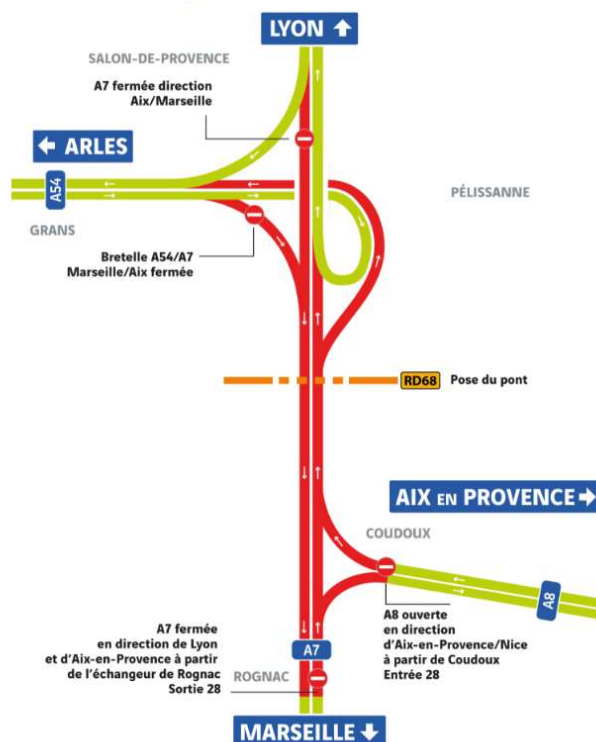 LYON ↑
SALON-DE-PROVENCE
A7 fermée direction
Aix/Marseille
← ARLES
A54
PÉLISSANNE
GRANS
Bretelle A54/A7
Marseille/Aix fermée
RD68 Pose du pont
AIX EN PROVENCE →
COUDOUX
A8
A7 fermée
en direction de Lyon
et d'Aix-en-Provence à partir
de l'échangeur de Rognac
Sortie 28
A8 ouverte
en direction
d'Aix-en-Provence/Nice
à partir de Coudoux
Entrée 28
A7
ROGNAC
MARSEILLE ↓